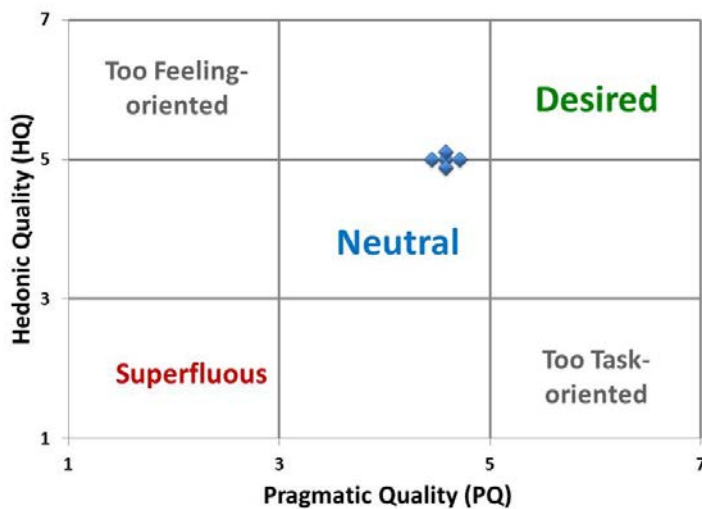 7
Too Feeling-
oriented
Desired
5
Hedonic Quality (HQ)
Neutral
3
Superfluous
Too Task-
oriented
1
1
3
5
7
Pragmatic Quality (PQ)